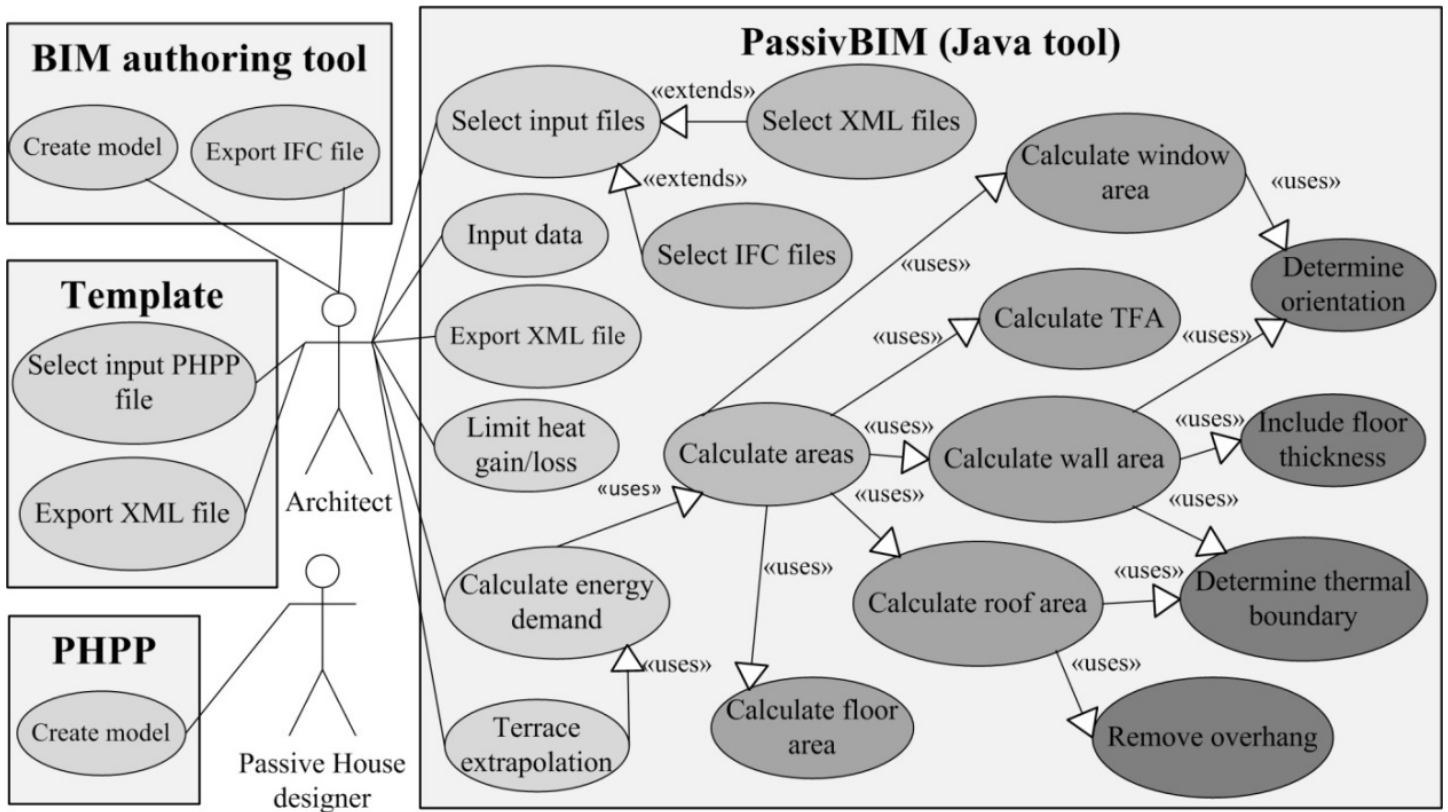 BIM authoring tool
Create model
Export IFC file
Template
Select input PHPP
file
Export XML file
PHPP
Create model
Architect
Passive House
designer
PassivBIM (Java tool)
Select input files
«extends»
Select XML files
«extends»
Select IFC files
Input data
Export XML file
Limit heat
gain/loss
Calculate energy
demand
Terrace
extrapolation
«uses»
«uses»
Calculate areas
«uses»
Calculate window
area
«uses»
Determine
orientation
«uses»
Calculate TFA
«uses»
«uses»
Calculate wall area
«uses»
Include floor
thickness
«uses»
Determine thermal
boundary
«uses»
Calculate roof area
«uses»
«uses»
Remove overhang
«uses»
Calculate floor
area